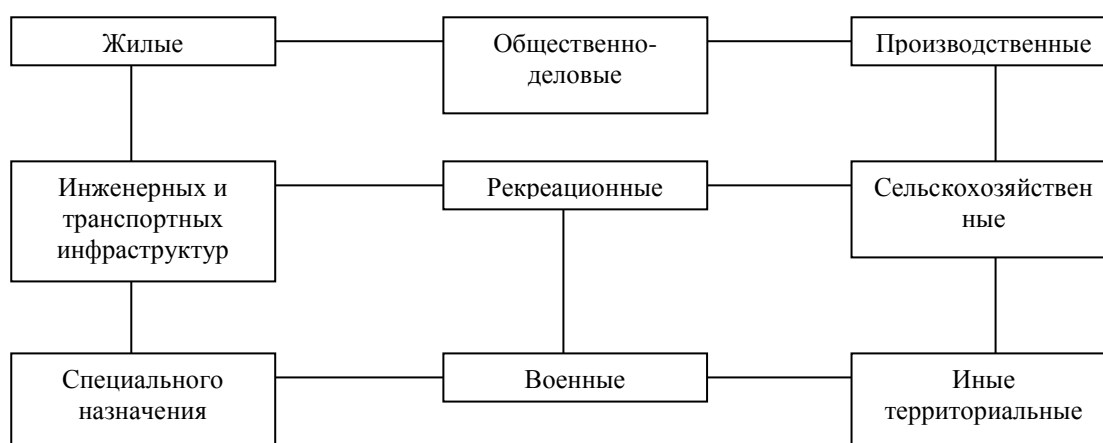 Жилые
Общественно-
деловые
Производственные
Инженерных и
транспортных
инфраструктур
Рекреационные
Сельскохозяйствен
ные
Специального
назначения
Военные
Иные
территориальные